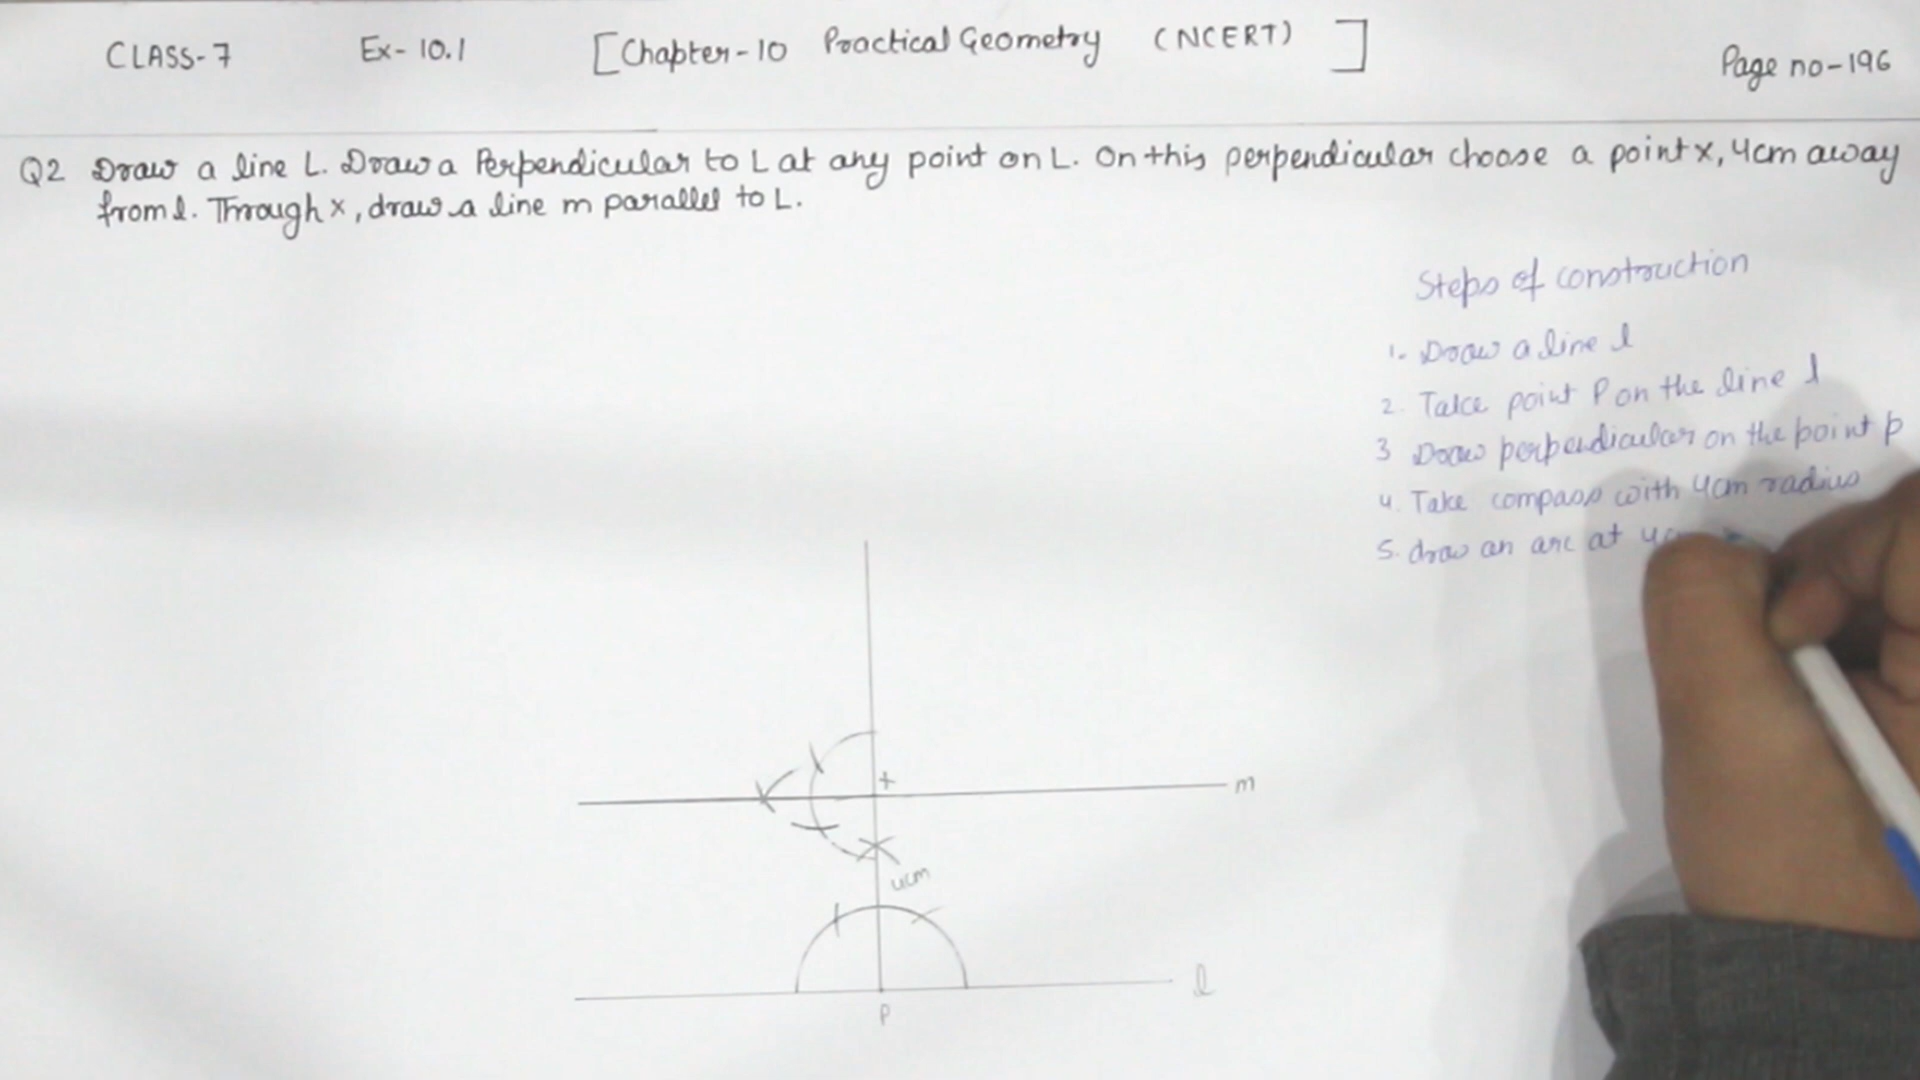 CLASS-7 Ex-10.1 [Chapter-10 Practical Geometry (NCERT)]
Page no-196
Q2 Draw a line L. Draw a Perpendicular to L at any point on L. On this perpendicular choose a point x, 4cm away
from l. Through x, draw a line m parallel to L.
Steps of construction
1. Draw a line l
2. Take point P on the line l
3 Draw perpendicular on the point p
4. Take compass with 4cm radius
5. draw an arc at
x
m
4cm
l
P